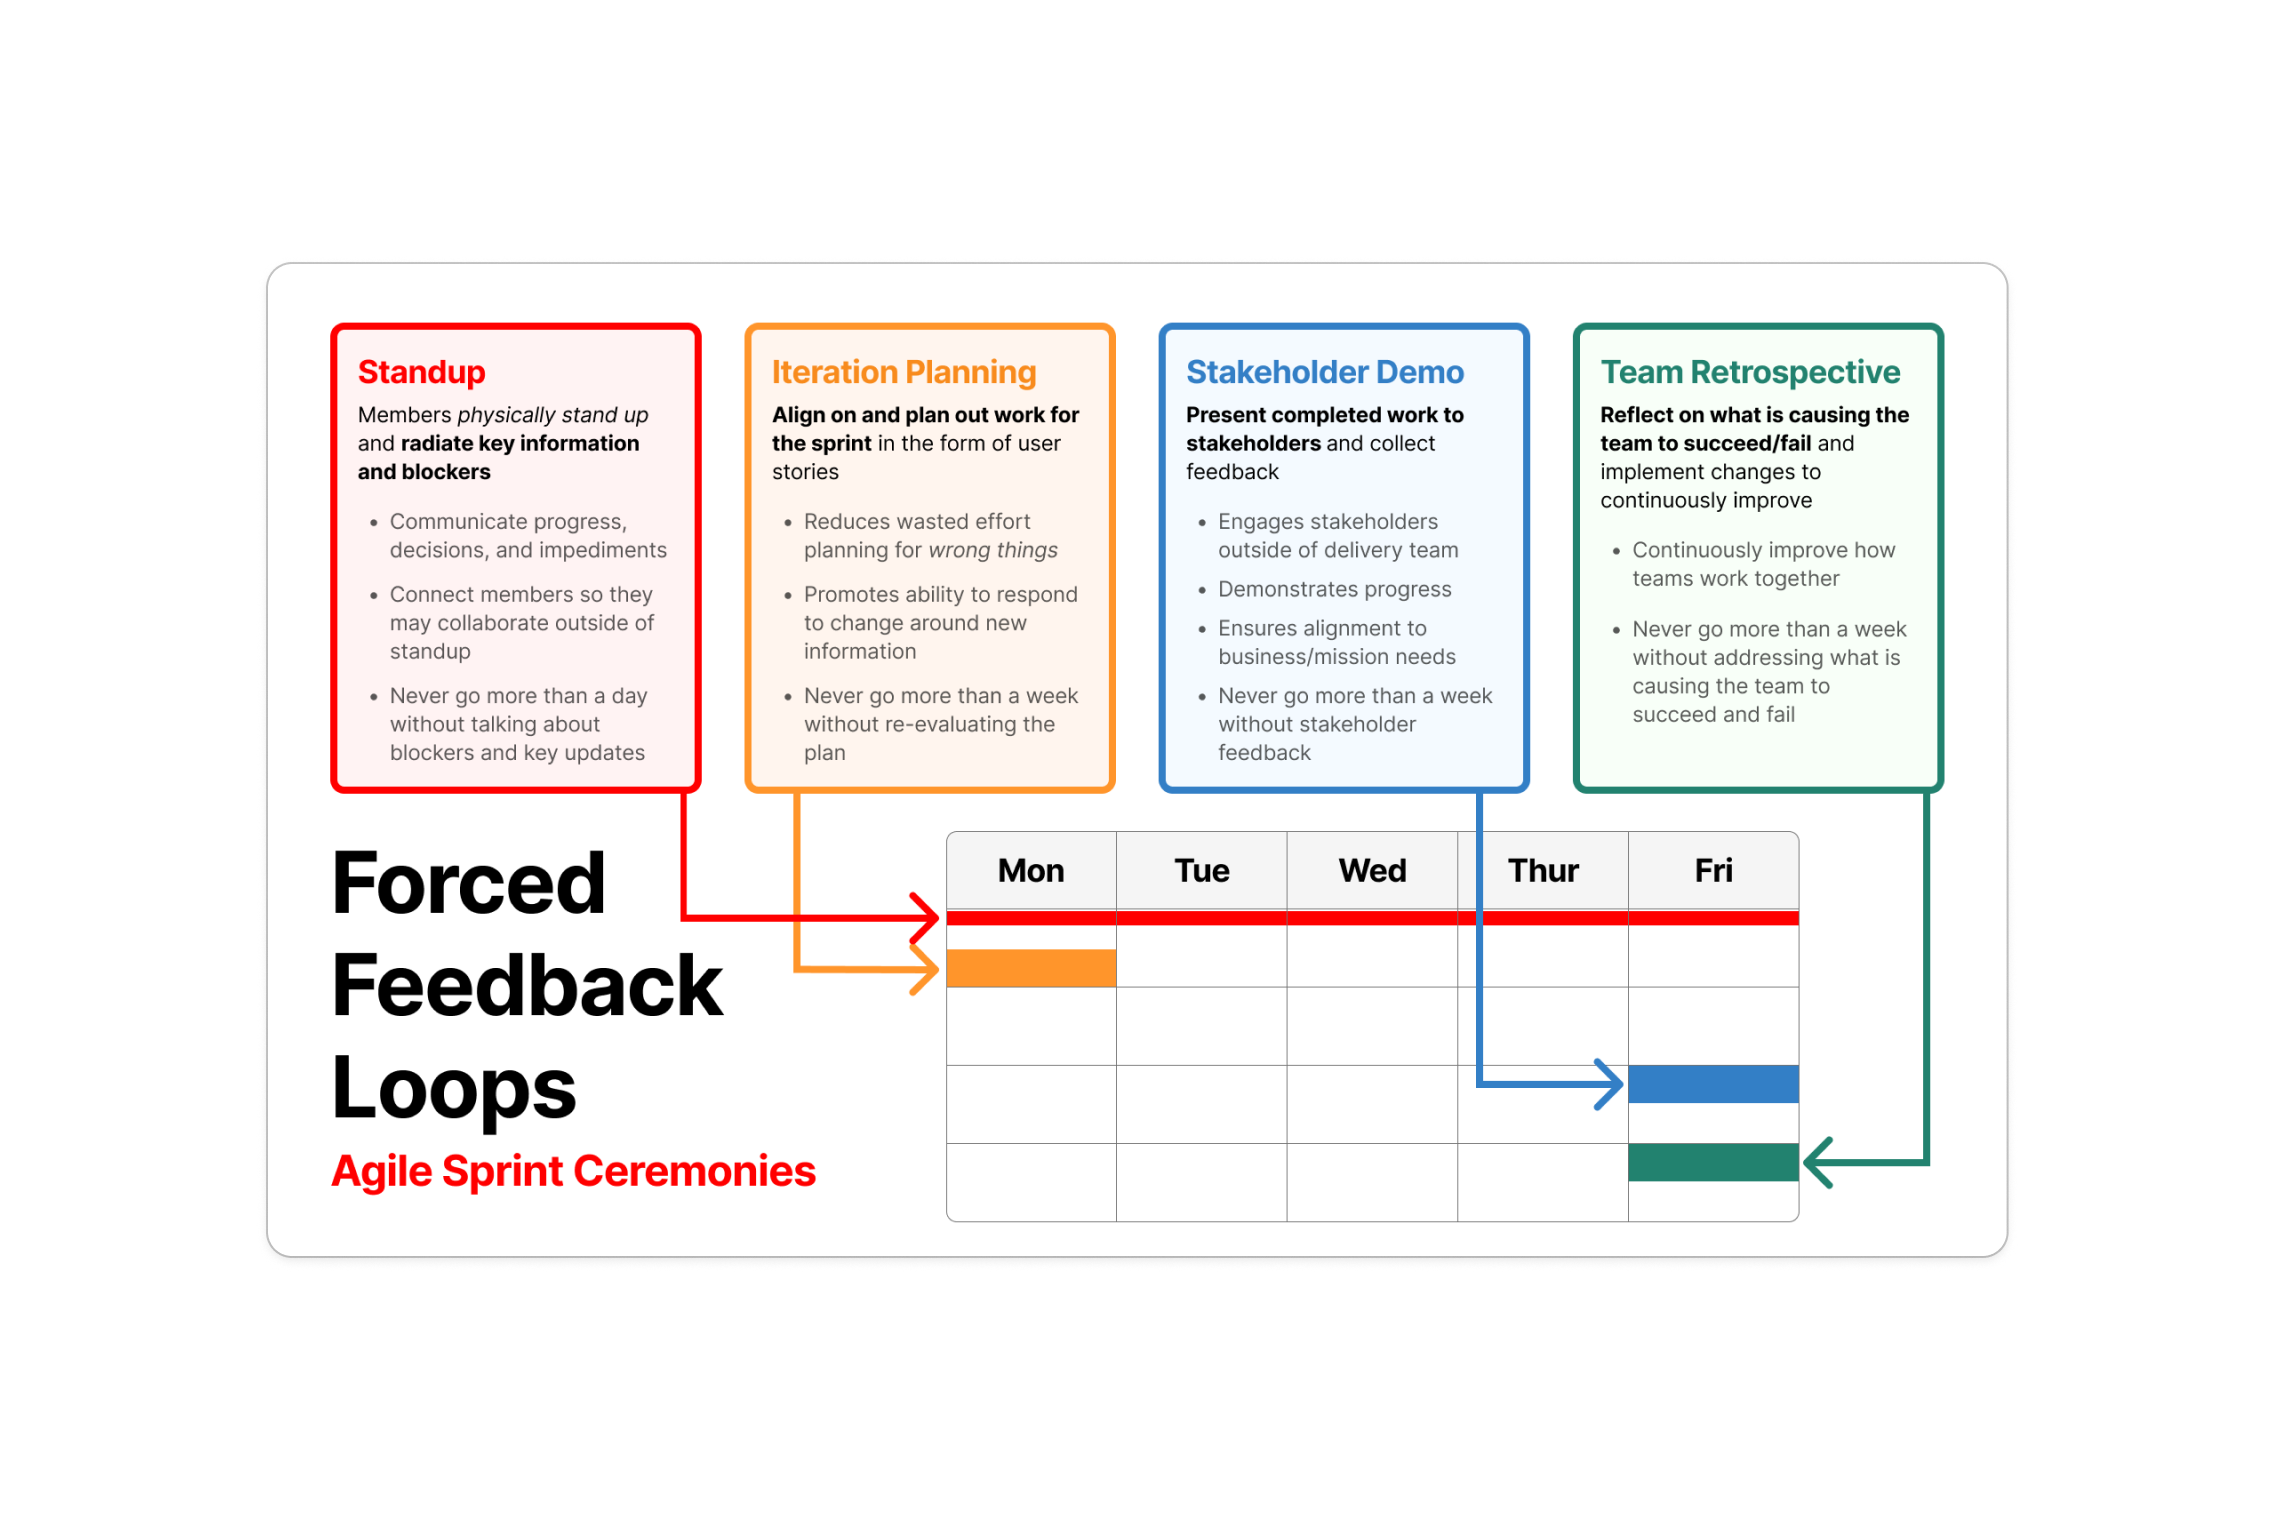 Standup
Members physically stand up
and radiate key information
and blockers
• Communicate progress,
decisions, and impediments
• Connect members so they
may collaborate outside of
standup
• Never go more than a day
without talking about
blockers and key updates
Iteration Planning
Align on and plan out work for
the sprint in the form of user
stories
• Reduces wasted effort
planning for wrong things
• Promotes ability to respond
to change around new
information
• Never go more than a week
without re-evaluating the
plan
Stakeholder Demo
Present completed work to
stakeholders and collect
feedback
• Engages stakeholders
outside of delivery team
• Demonstrates progress
• Ensures alignment to
business/mission needs
• Never go more than a week
without stakeholder
feedback
Team Retrospective
Reflect on what is causing the
team to succeed/fail and
implement changes to
continuously improve
• Continuously improve how
teams work together
• Never go more than a week
without addressing what is
causing the team to
succeed and fail
Forced
Feedback
Loops
Agile Sprint Ceremonies
Mon Tue Wed Thur Fri